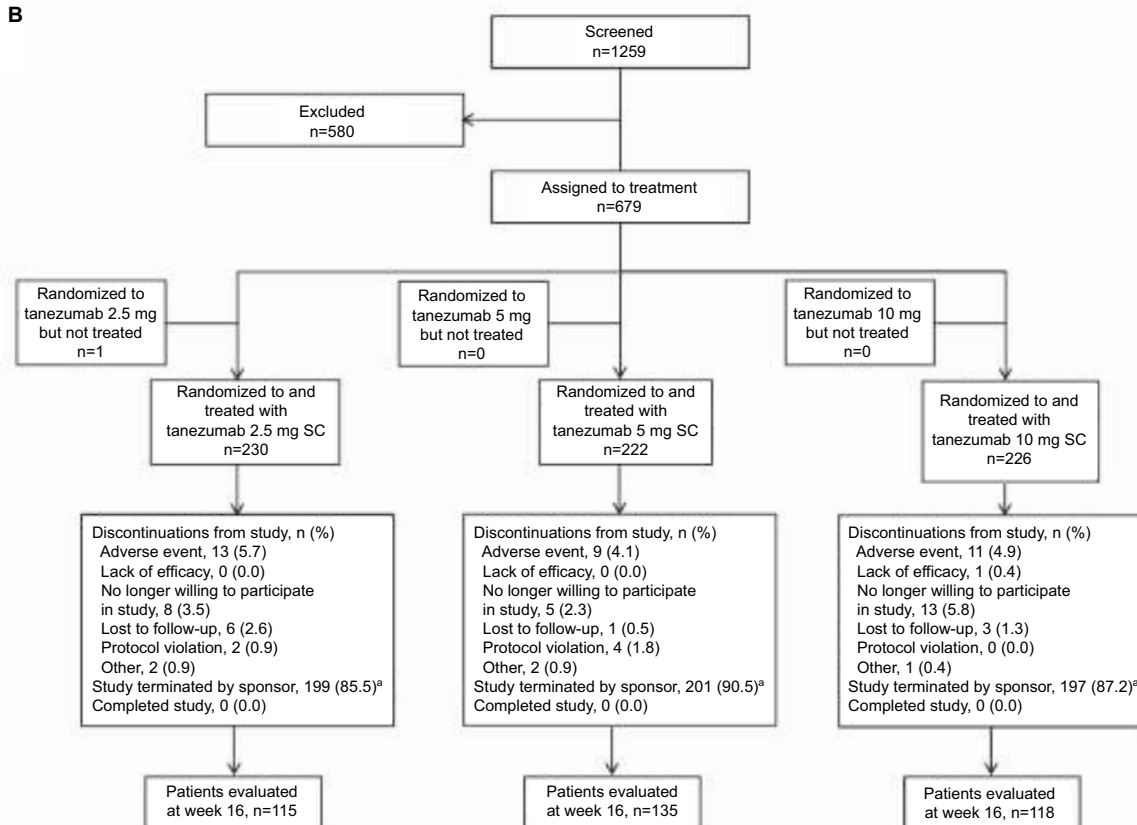 B
Screened
n=1259
Excluded
n=580
Assigned to treatment
n=679
Randomized to
tanezumab 2.5 mg
but not treated
n=1
Randomized to
tanezumab 5 mg
but not treated
n=0
Randomized to
tanezumab 10 mg
but not treated
n=0
Randomized to and
treated with
tanezumab 2.5 mg SC
n=230
Randomized to and
treated with
tanezumab 5 mg SC
n=222
Randomized to and
treated with
tanezumab 10 mg SC
n=226
Discontinuations from study, n (%)
Adverse event, 13 (5.7)
Lack of efficacy, 0 (0.0)
No longer willing to participate
in study, 8 (3.5)
Lost to follow-up, 6 (2.6)
Protocol violation, 2 (0.9)
Other, 2 (0.9)
Study terminated by sponsor, 199 (85.5)ᵃ
Completed study, 0 (0.0)
Discontinuations from study, n (%)
Adverse event, 9 (4.1)
Lack of efficacy, 0 (0.0)
No longer willing to participate
in study, 5 (2.3)
Lost to follow-up, 1 (0.5)
Protocol violation, 4 (1.8)
Other, 2 (0.9)
Study terminated by sponsor, 201 (90.5)ᵃ
Completed study, 0 (0.0)
Discontinuations from study, n (%)
Adverse event, 11 (4.9)
Lack of efficacy, 1 (0.4)
No longer willing to participate
in study, 13 (5.8)
Lost to follow-up, 3 (1.3)
Protocol violation, 0 (0.0)
Other, 1 (0.4)
Study terminated by sponsor, 197 (87.2)ᵃ
Completed study, 0 (0.0)
Patients evaluated
at week 16, n=115
Patients evaluated
at week 16, n=135
Patients evaluated
at week 16, n=118